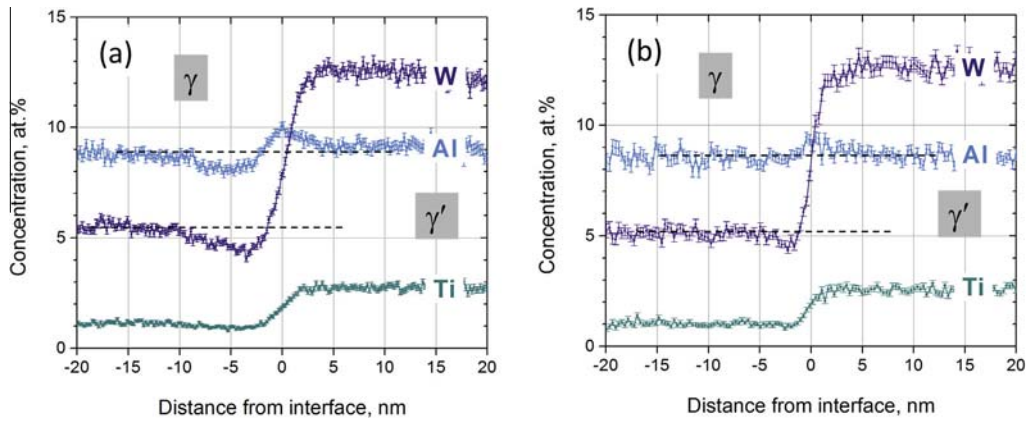 15
(a)
W
γ
10
Al
γ′
5
Ti
0
-20 -15 -10 -5 0 5 10 15 20
Concentration, at.%
Distance from interface, nm
15
(b)
W
γ
10
Al
γ′
5
Ti
0
-20 -15 -10 -5 0 5 10 15 20
Concentration, at.%
Distance from interface, nm